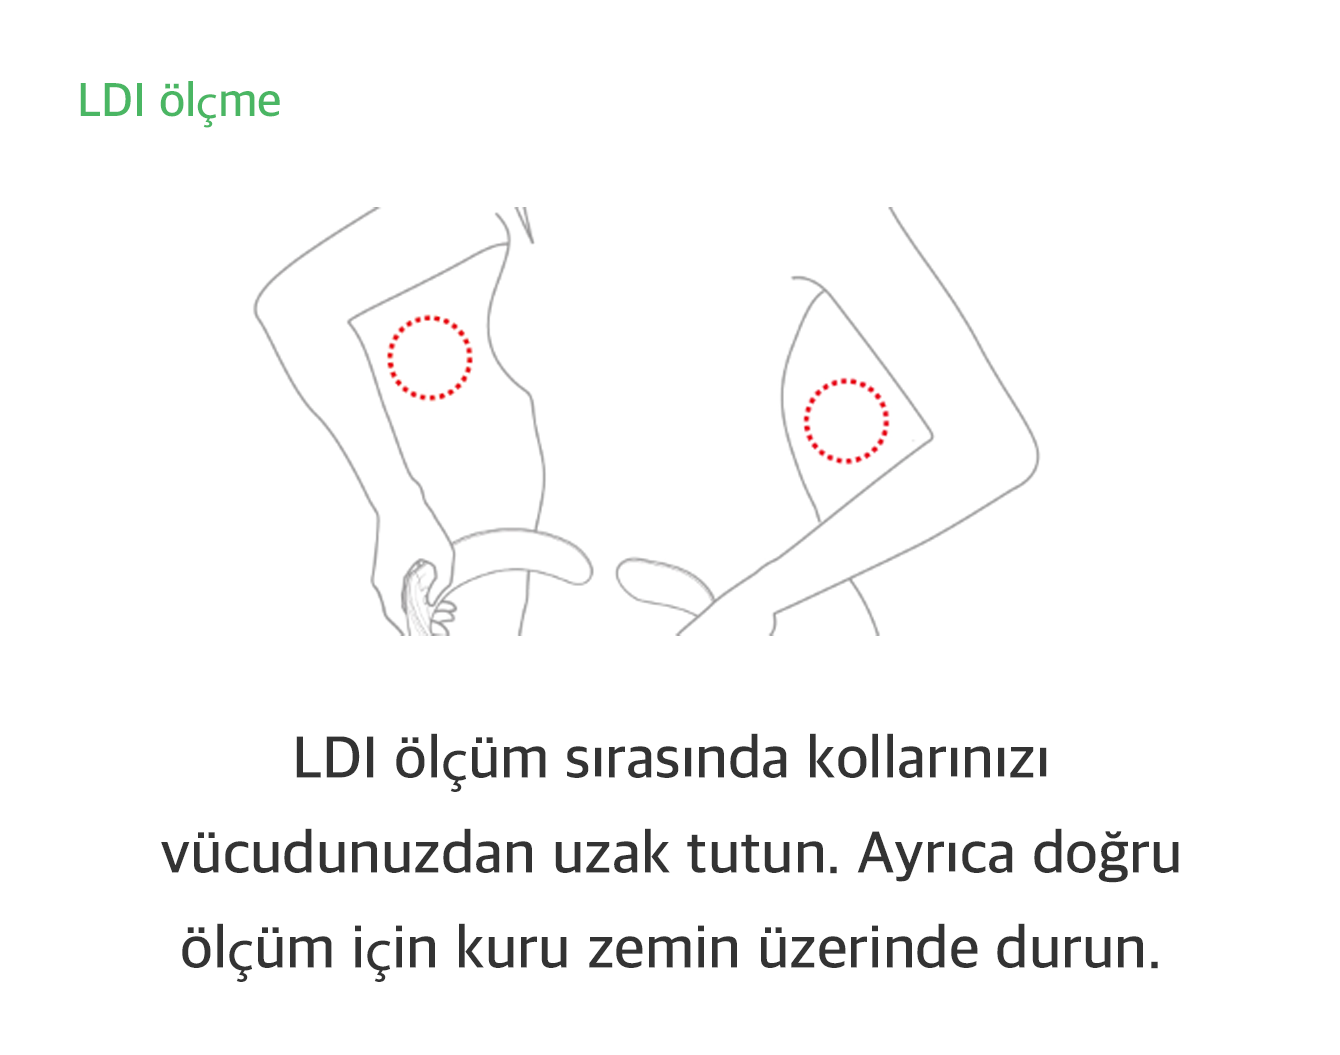 LDI ölçme
LDI ölçüm sırasında kollarınızı
vücudunuzdan uzak tutun. Ayrıca doğru
ölçüm için kuru zemin üzerinde durun.